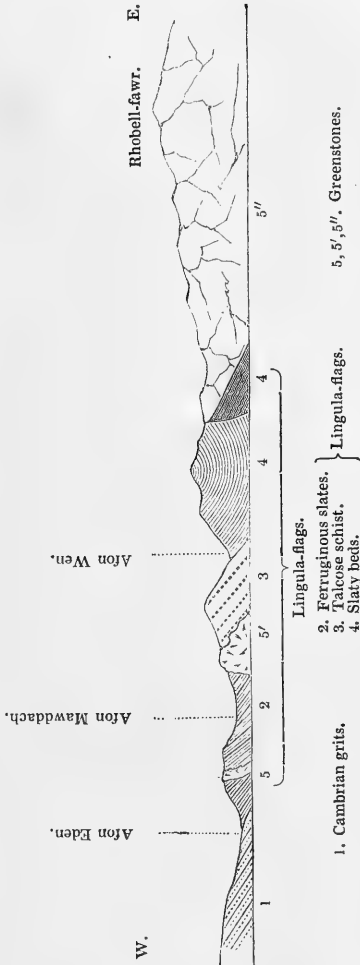 W.
E.
Rhobell-fawr.
Afon Eden.
Afon Mawddach.
Afon Wen.
1 5 2 5′ 3 4 4 5″
Lingula-flags.
1. Cambrian grits.
2. Ferruginous slates.
3. Talcose schist.
4. Slaty beds.
Lingula-flags.
5, 5′, 5″. Greenstones.